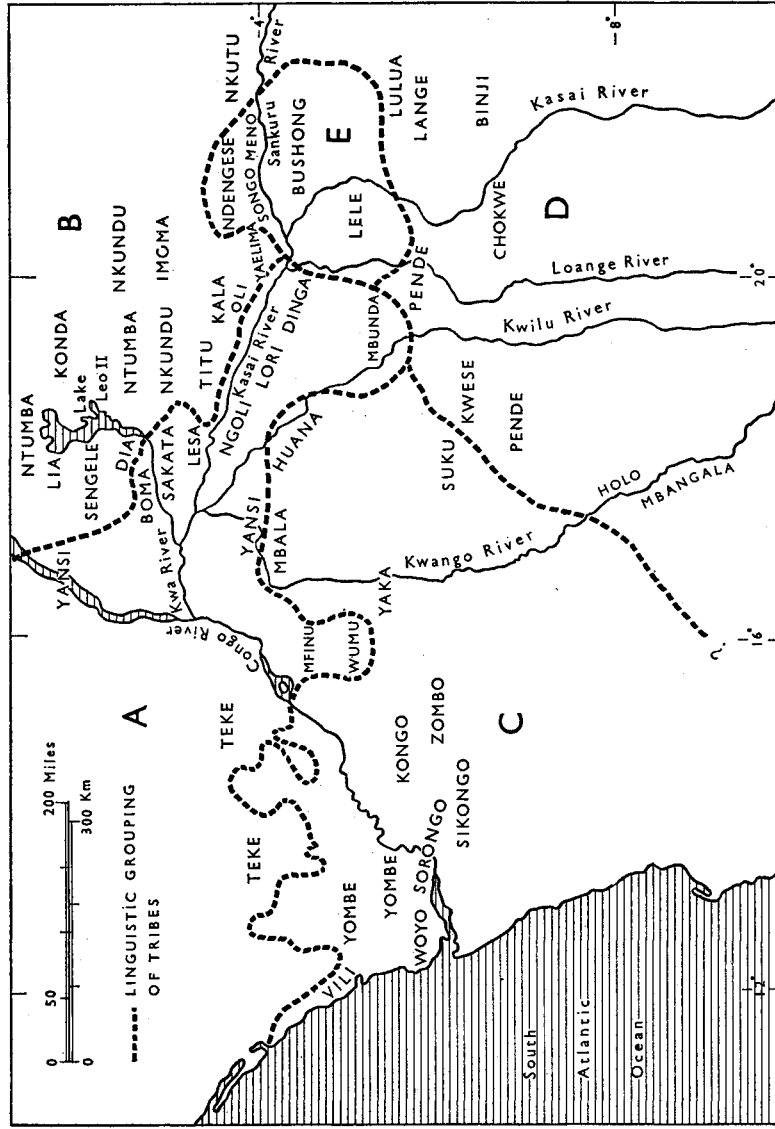 0 50 200 Miles
0 300 Km
LINGUISTIC GROUPING
OF TRIBES
A
B
C
D
E
NTUMBA
LIA
KONDA
Lake
Leo II
SENGELE
NTUMBA
NKUNDU
DIA
NKUNDU
IMOMA
YANSI
BOMA
SAKATA
TITU
KALA
OLI
LESA
YAELIMA
NDENGESE
SONGO MENO
NKUTU
Sankuru River
BUSHONG
-4°
Kwa River
Kasai River
NGOLI
LORI
DINGA
LELE
LULUA
LANGE
BINJI
Kasai River
-8°
Congo River
TEKE
TEKE
MFINU
WUMU
YANSI
MBALA
HUANA
MBUNDA
PENDE
CHOKWE
Loange River
20°
Kwilu River
YAKA
Kwango River
SUKU
KWESE
PENDE
HOLO
MBANGALA
16°
?
VILI
YOMBE
YOMBE
WOYO
SORONGO
KONGO
ZOMBO
SIKONGO
South
Atlantic
Ocean
12°